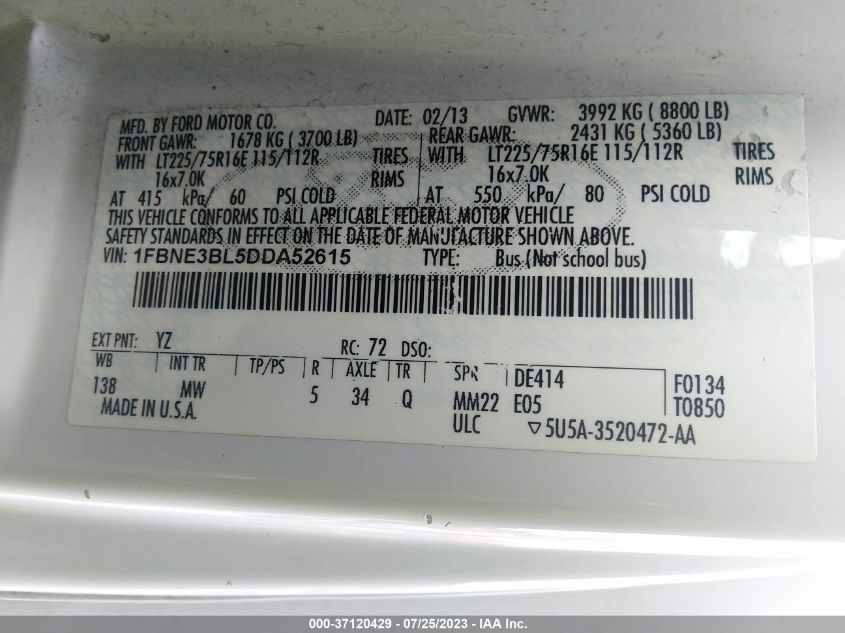 MFD. BY FORD MOTOR CO. DATE: 02/13 GVWR: 3992 KG ( 8800 LB)
FRONT GAWR: 1678 KG ( 3700 LB) REAR GAWR: 2431 KG ( 5360 LB)
WITH LT225/75R16E 115/112R TIRES WITH LT225/75R16E 115/112R TIRES
16x7.0K RIMS 16x7.0K RIMS
AT 415 kPa/ 60 PSI COLD AT 550 kPa/ 80 PSI COLD
THIS VEHICLE CONFORMS TO ALL APPLICABLE FEDERAL MOTOR VEHICLE
SAFETY STANDARDS IN EFFECT ON THE DATE OF MANUFACTURE SHOWN ABOVE.
VIN: 1FBNE3BL5DDA52615 TYPE: Bus (Not school bus)
EXT PNT: YZ RC: 72 DSO:
WB INT TR TP/PS R AXLE TR SPR DE414 F0134
138 MW 5 34 Q MM22 E05 T0850
MADE IN U.S.A. ULC ▽5U5A-3520472-AA
000-37120429 - 07/25/2023 - IAA Inc.